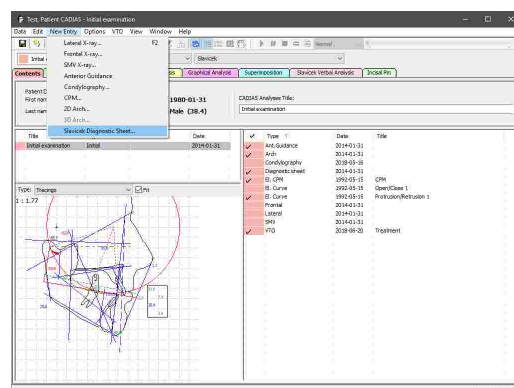 Test, Patient CADIAS - Initial examination
Data Edit New Entry Options VTO View Window Help
Lateral X-ray... F2
Frontal X-ray...
SMV X-ray...
Anterior Guidance
Condylography...
CPM...
2D Arch...
3D Arch...
Slavicek Diagnostic Sheet...
Normal
Initial
Slavicek
Contents
Graphical Analysis
Superimposition
Slavicek Verbal Analysis
Incisal Pin
Patient D
First nam
1980-01-31
Last nam
Male (38.4)
CADIAS Analyses Title:
Initial examination
Title Date
Initial examination Initial 2014-01-31
Type: Tracings Fit
1 : 1.77
Type Date Title
Ant.Guidance 2014-01-31
Arch 2014-01-31
Condylography 2018-05-16
Diagnostic sheet 2014-01-31
El. CPM 1992-05-15 CPM
El. Curve 1992-05-15 Open/Close 1
El. Curve 1992-05-15 Protrusion/Retrusion 1
Frontal 2014-01-31
Lateral 2014-01-31
SMV 2014-01-31
VTO 2018-06-20 Treatment